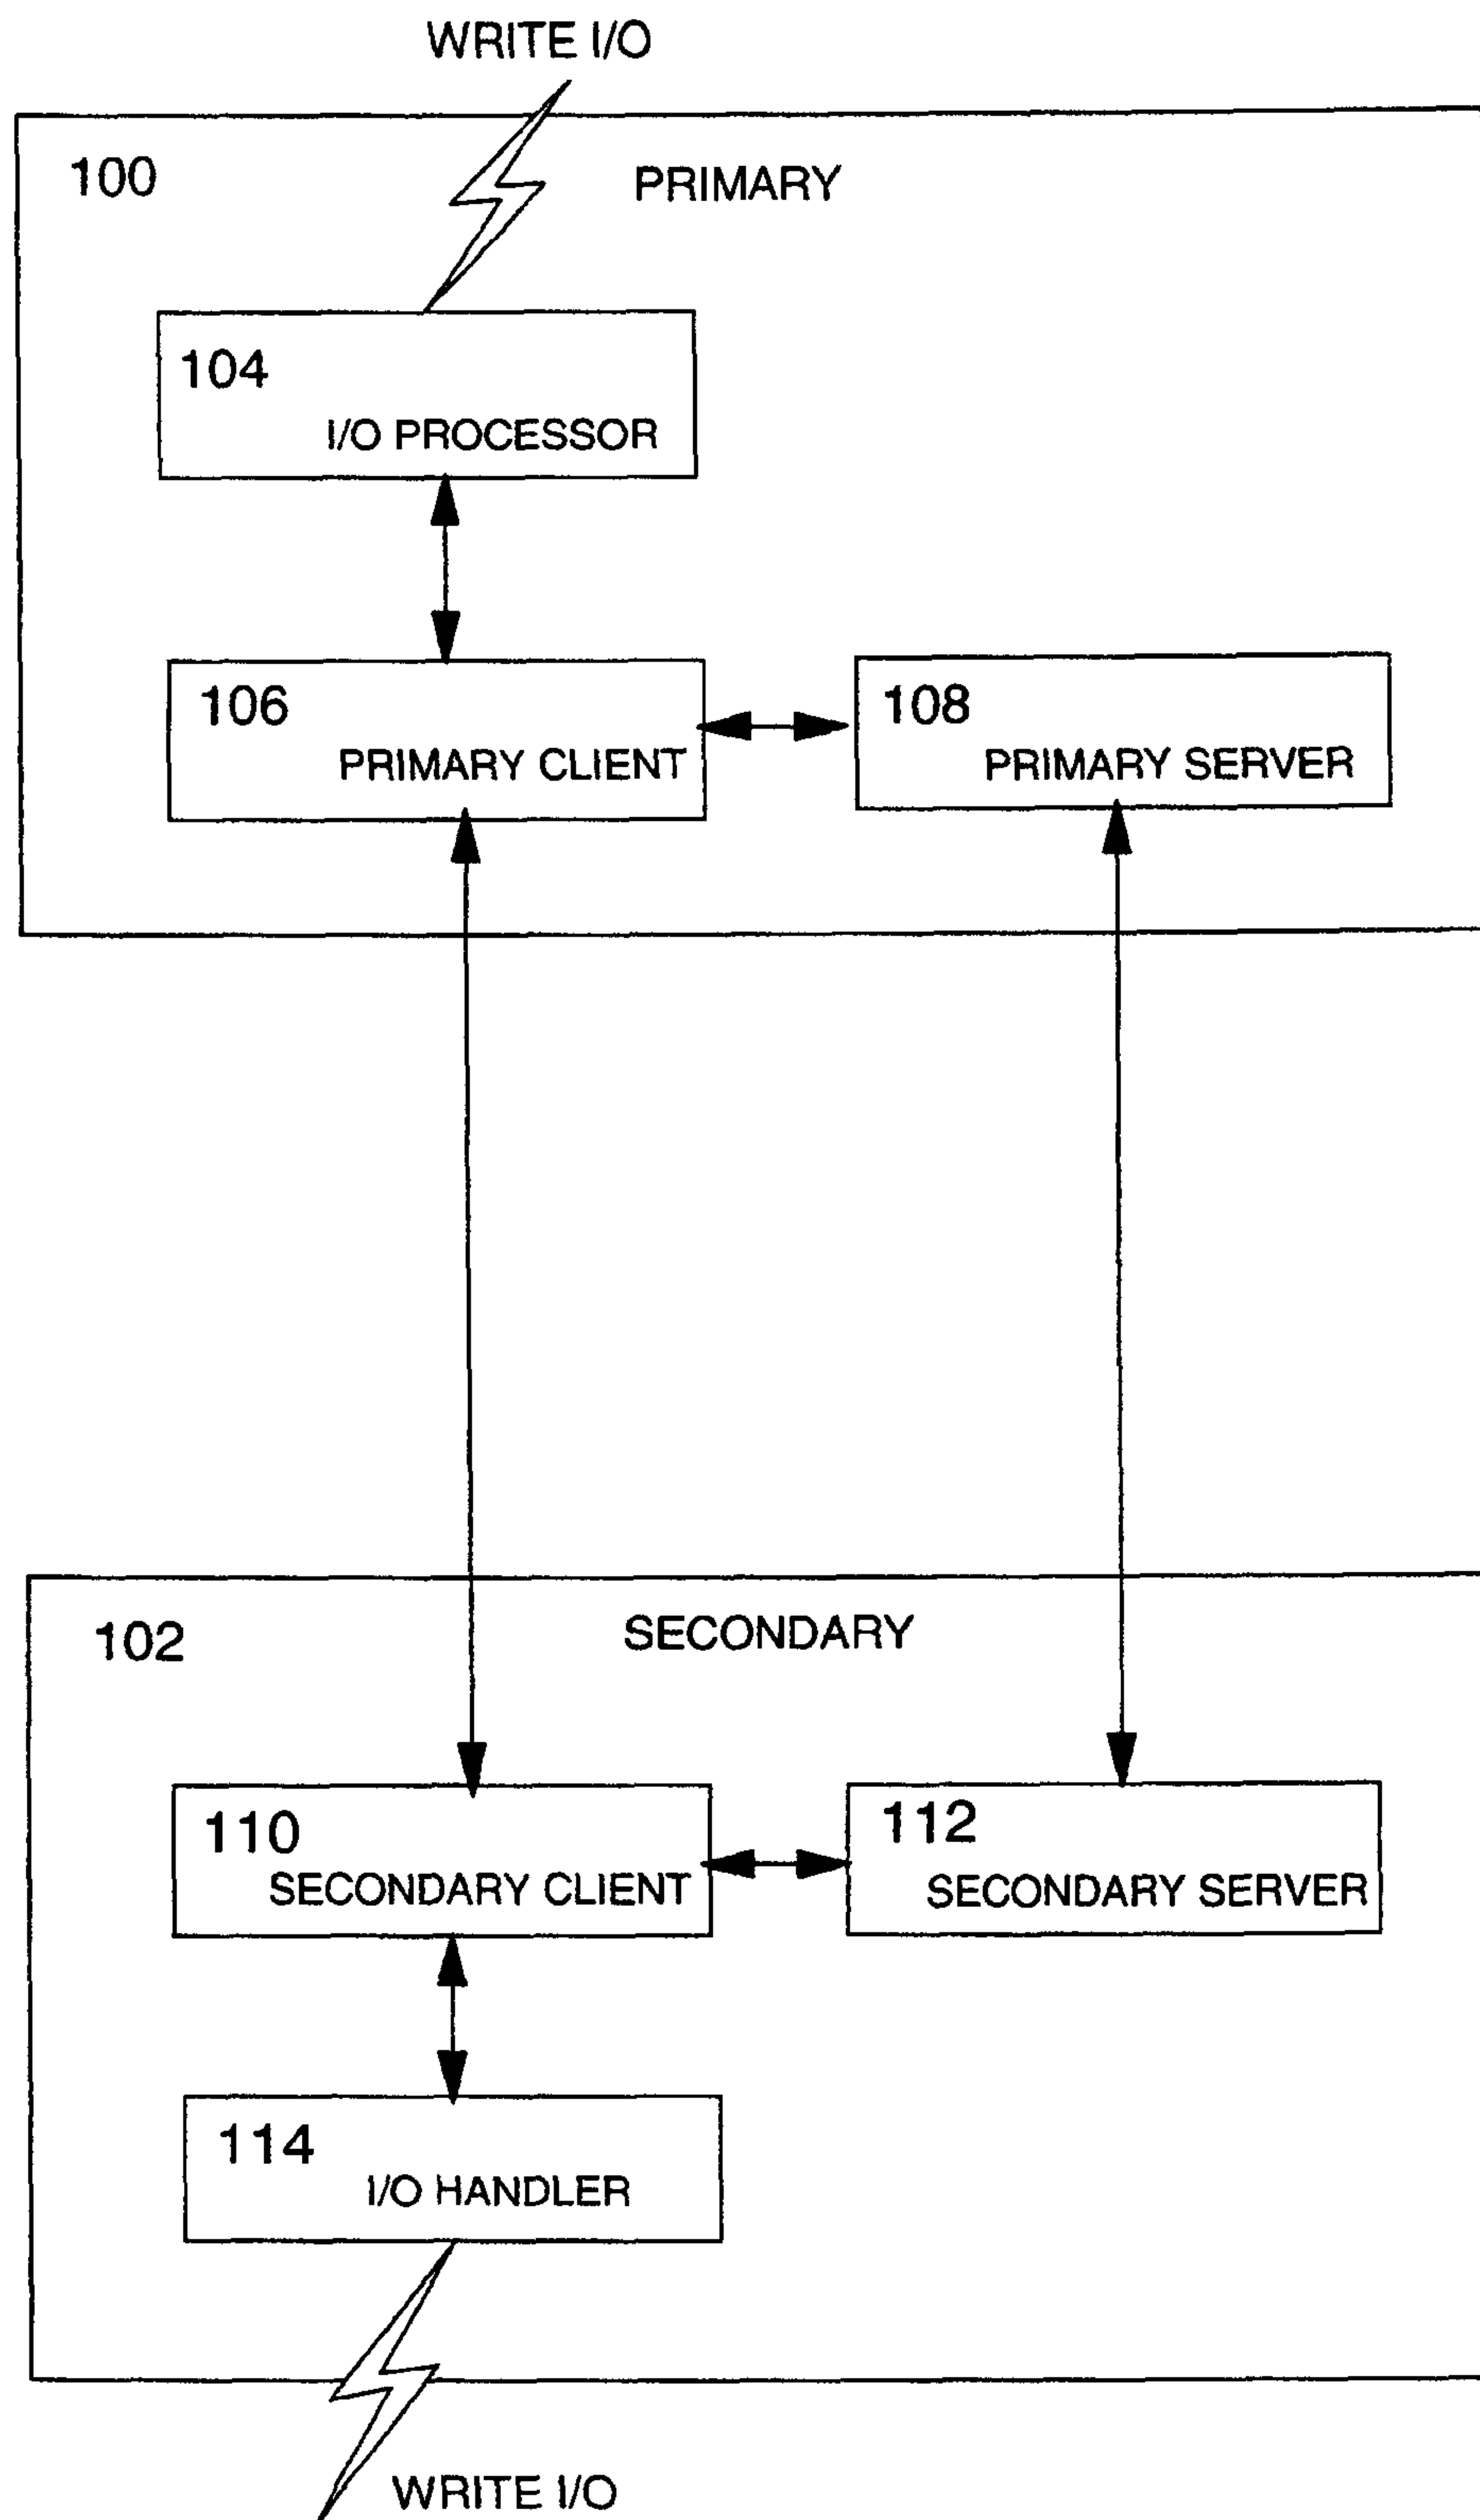 WRITE I/O
100
PRIMARY
104
I/O PROCESSOR
106
PRIMARY CLIENT
108
PRIMARY SERVER
102
SECONDARY
110
SECONDARY CLIENT
112
SECONDARY SERVER
114
I/O HANDLER
WRITE I/O